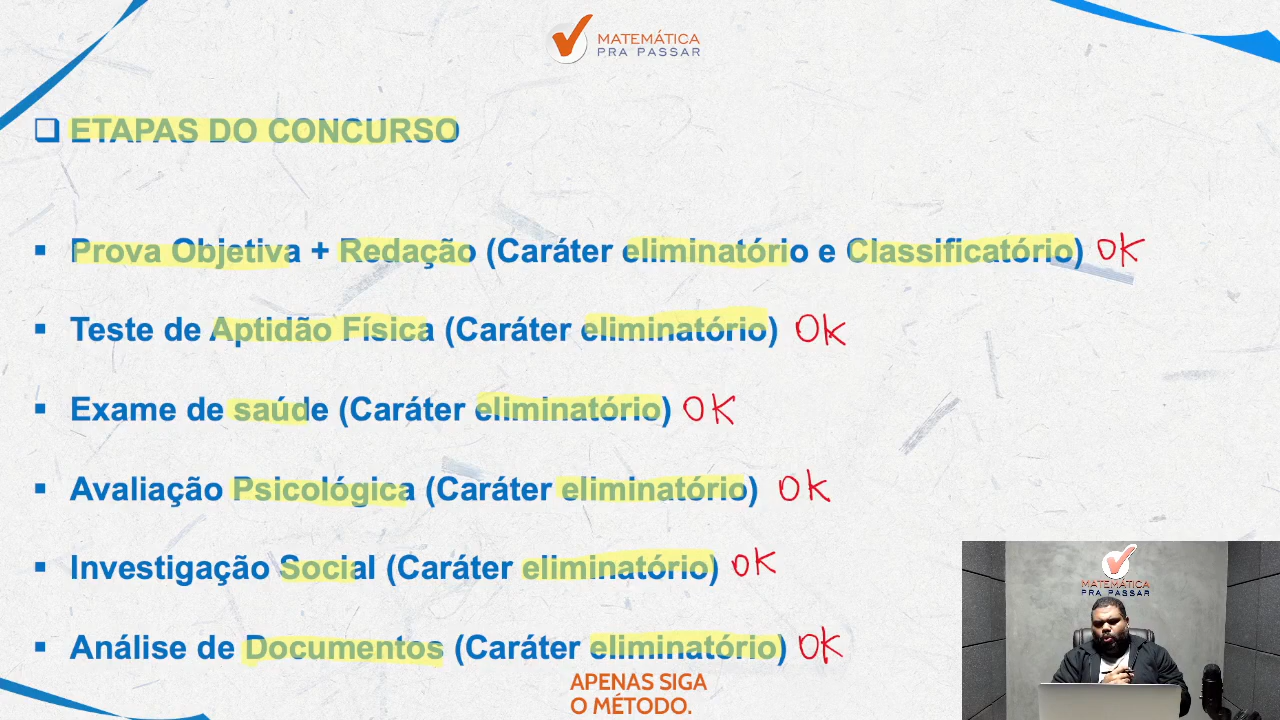 MATEMÁTICA
PRA PASSAR
ETAPAS DO CONCURSO
Prova Objetiva + Redação (Caráter eliminatório e Classificatório) OK
Teste de Aptidão Física (Caráter eliminatório) OK
Exame de saúde (Caráter eliminatório) OK
Avaliação Psicológica (Caráter eliminatório) OK
Investigação Social (Caráter eliminatório) OK
Análise de Documentos (Caráter eliminatório) OK
APENAS SIGA
O MÉTODO.
MATEMÁTICA
PRA PASSAR